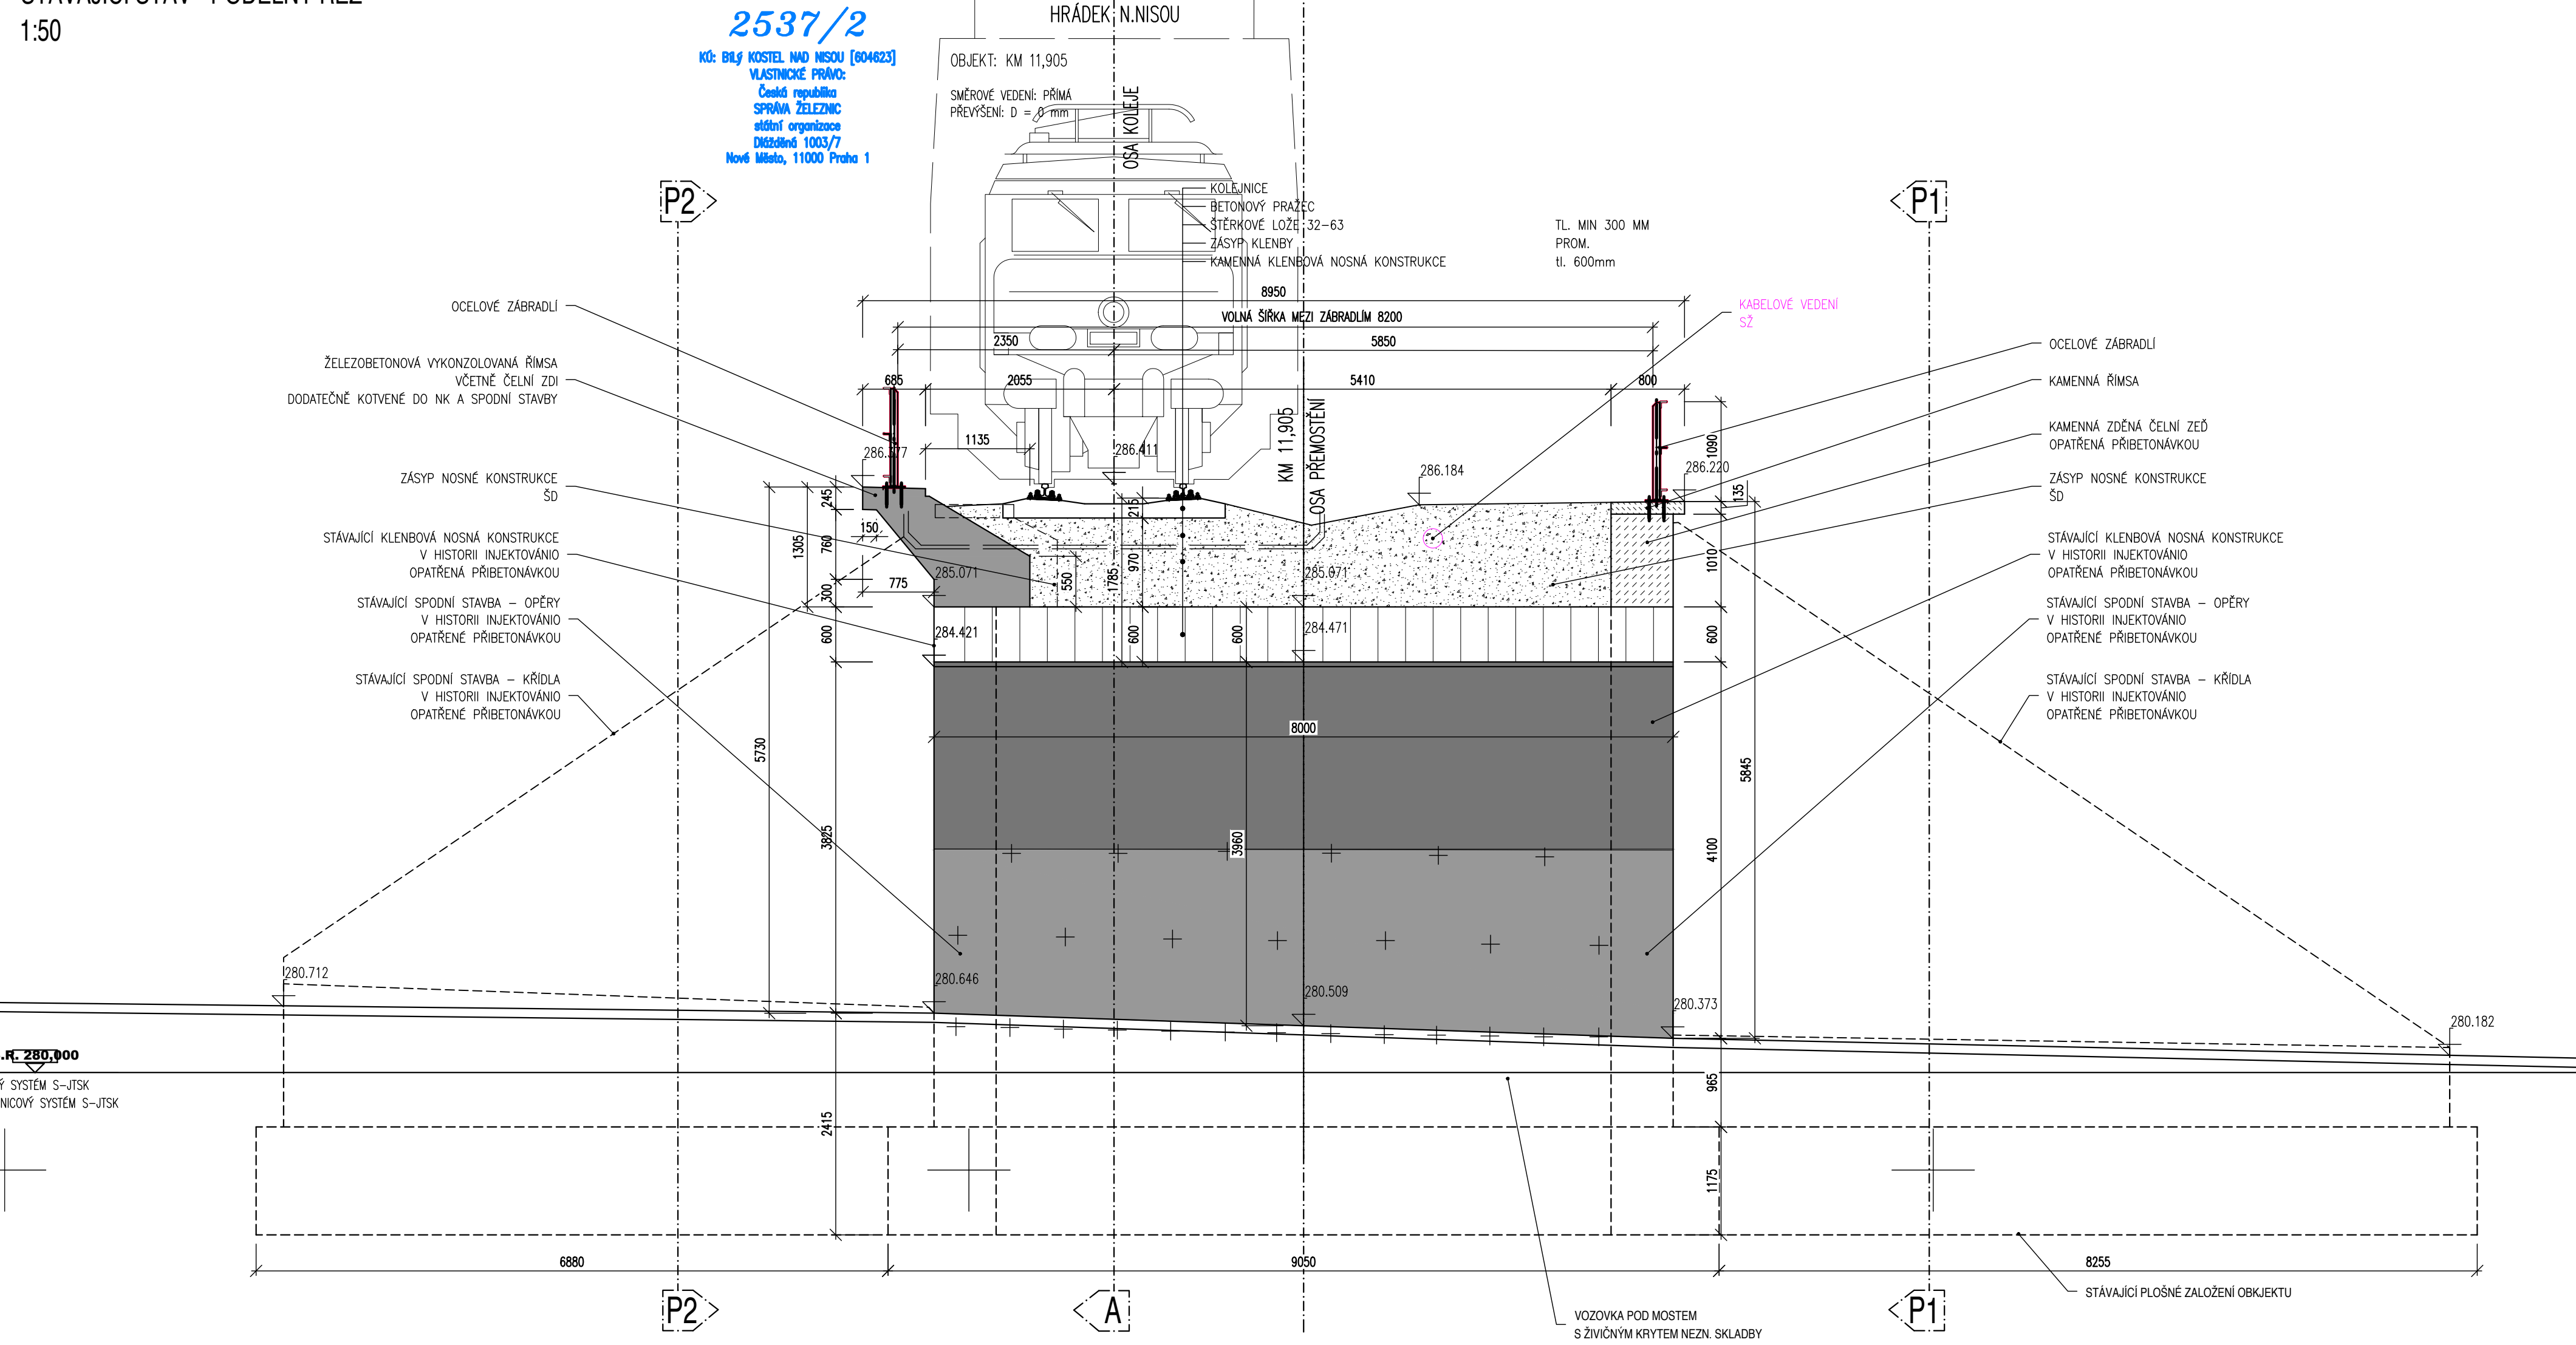 1:50
2537/2
KÚ: Bílý KOSTEL NAD NISOU [604623]
VLASTNICKÉ PRÁVO:
Česká republika
SPRÁVA ŽELEZNIC
státní organizace
Dlážděná 1003/7
Nové Město, 11000 Praha 1
HRÁDEK N.NISOU
OBJEKT: KM 11,905
SMĚROVÉ VEDENÍ: PŘÍMÁ
PŘEVÝŠENÍ: D = 0 mm
OSA KOLEJE
P2
P1
KOLEJNICE
BETONOVÝ PRAŽEC
ŠTĚRKOVÉ LOŽE 32-63
TL. MIN 300 MM
ZÁSYP KLENBY
PROM.
KAMENNÁ KLENBOVÁ NOSNÁ KONSTRUKCE
tl. 600mm
8950
VOLNÁ ŠÍŘKA MEZI ZÁBRADLÍM 8200
2350
5850
685
2055
5410
800
1135
KABELOVÉ VEDENÍ
SŽ
OCELOVÉ ZÁBRADLÍ
ŽELEZOBETONOVÁ VYKONZOLOVANÁ ŘÍMSA
VČETNĚ ČELNÍ ZDI
DODATEČNĚ KOTVENÉ DO NK A SPODNÍ STAVBY
ZÁSYP NOSNÉ KONSTRUKCE
ŠD
STÁVAJÍCÍ KLENBOVÁ NOSNÁ KONSTRUKCE
V HISTORII INJEKTOVÁNIO
OPATŘENÁ PŘIBETONÁVKOU
STÁVAJÍCÍ SPODNÍ STAVBA – OPĚRY
V HISTORII INJEKTOVÁNIO
OPATŘENÉ PŘIBETONÁVKOU
STÁVAJÍCÍ SPODNÍ STAVBA – KŘÍDLA
V HISTORII INJEKTOVÁNIO
OPATŘENÉ PŘIBETONÁVKOU
OCELOVÉ ZÁBRADLÍ
KAMENNÁ ŘÍMSA
KAMENNÁ ZDĚNÁ ČELNÍ ZEĎ
OPATŘENÁ PŘIBETONÁVKOU
ZÁSYP NOSNÉ KONSTRUKCE
ŠD
STÁVAJÍCÍ KLENBOVÁ NOSNÁ KONSTRUKCE
V HISTORII INJEKTOVÁNIO
OPATŘENÁ PŘIBETONÁVKOU
STÁVAJÍCÍ SPODNÍ STAVBA – OPĚRY
V HISTORII INJEKTOVÁNIO
OPATŘENÉ PŘIBETONÁVKOU
STÁVAJÍCÍ SPODNÍ STAVBA – KŘÍDLA
V HISTORII INJEKTOVÁNIO
OPATŘENÉ PŘIBETONÁVKOU
286.377
286.411
286.184
286.220
KM 11,905
OSA PŘEMOSTĚNÍ
1090
135
245
150
760
1305
300
775
285.071
550
1785
970
215
285.071
1010
600
284.421
600
600
284.471
600
8000
5730
3825
3960
4100
5845
280.712
280.646
280.509
280.373
280.182
.R. 280,000
Ý SYSTÉM S-JTSK
NICOVÝ SYSTÉM S-JTSK
2415
965
1175
6880
9050
8255
P2
A
P1
VOZOVKA POD MOSTEM
S ŽIVIČNÝM KRYTEM NEZN. SKLADBY
STÁVAJÍCÍ PLOŠNÉ ZALOŽENÍ OBKJEKTU